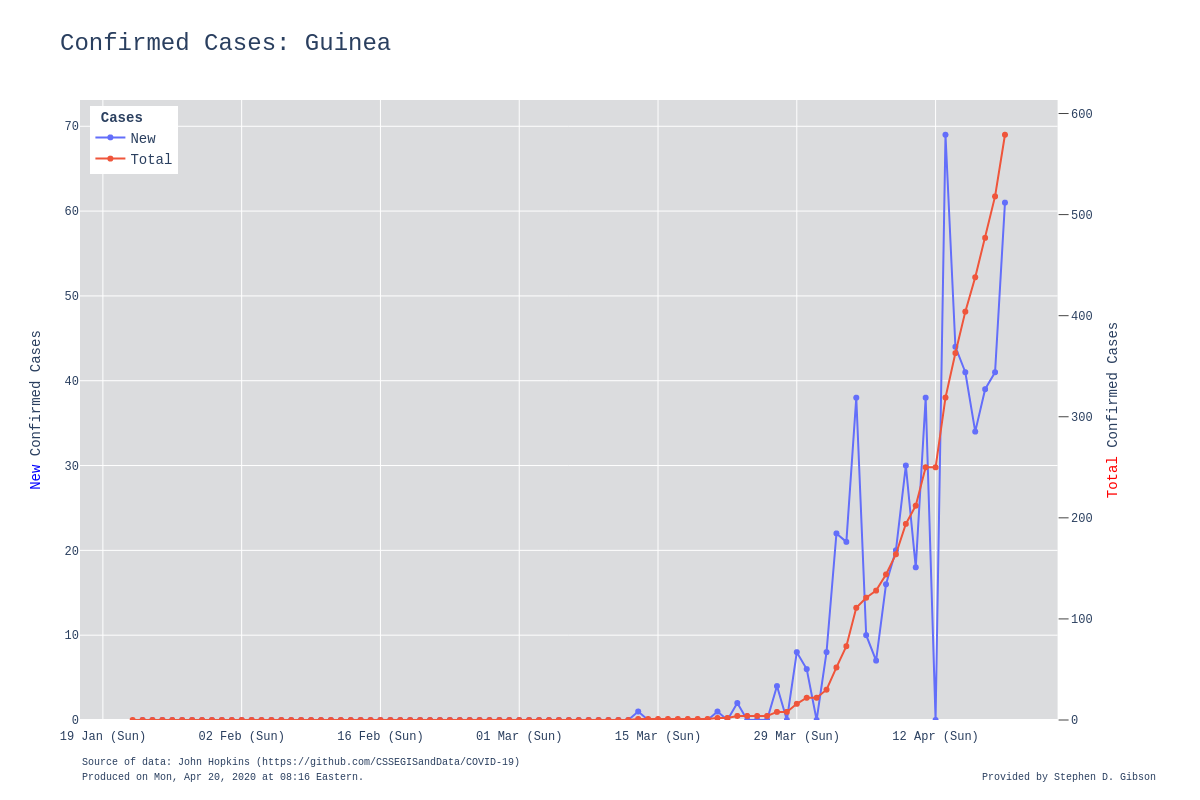 Confirmed Cases: Guinea
Cases
New
Total
70
60
50
40
30
20
10
0
600
500
400
300
200
100
0
New Confirmed Cases
Total Confirmed Cases
19 Jan (Sun)
02 Feb (Sun)
16 Feb (Sun)
01 Mar (Sun)
15 Mar (Sun)
29 Mar (Sun)
12 Apr (Sun)
Source of data: John Hopkins (https://github.com/CSSEGISandData/COVID-19)
Produced on Mon, Apr 20, 2020 at 08:16 Eastern.
Provided by Stephen D. Gibson